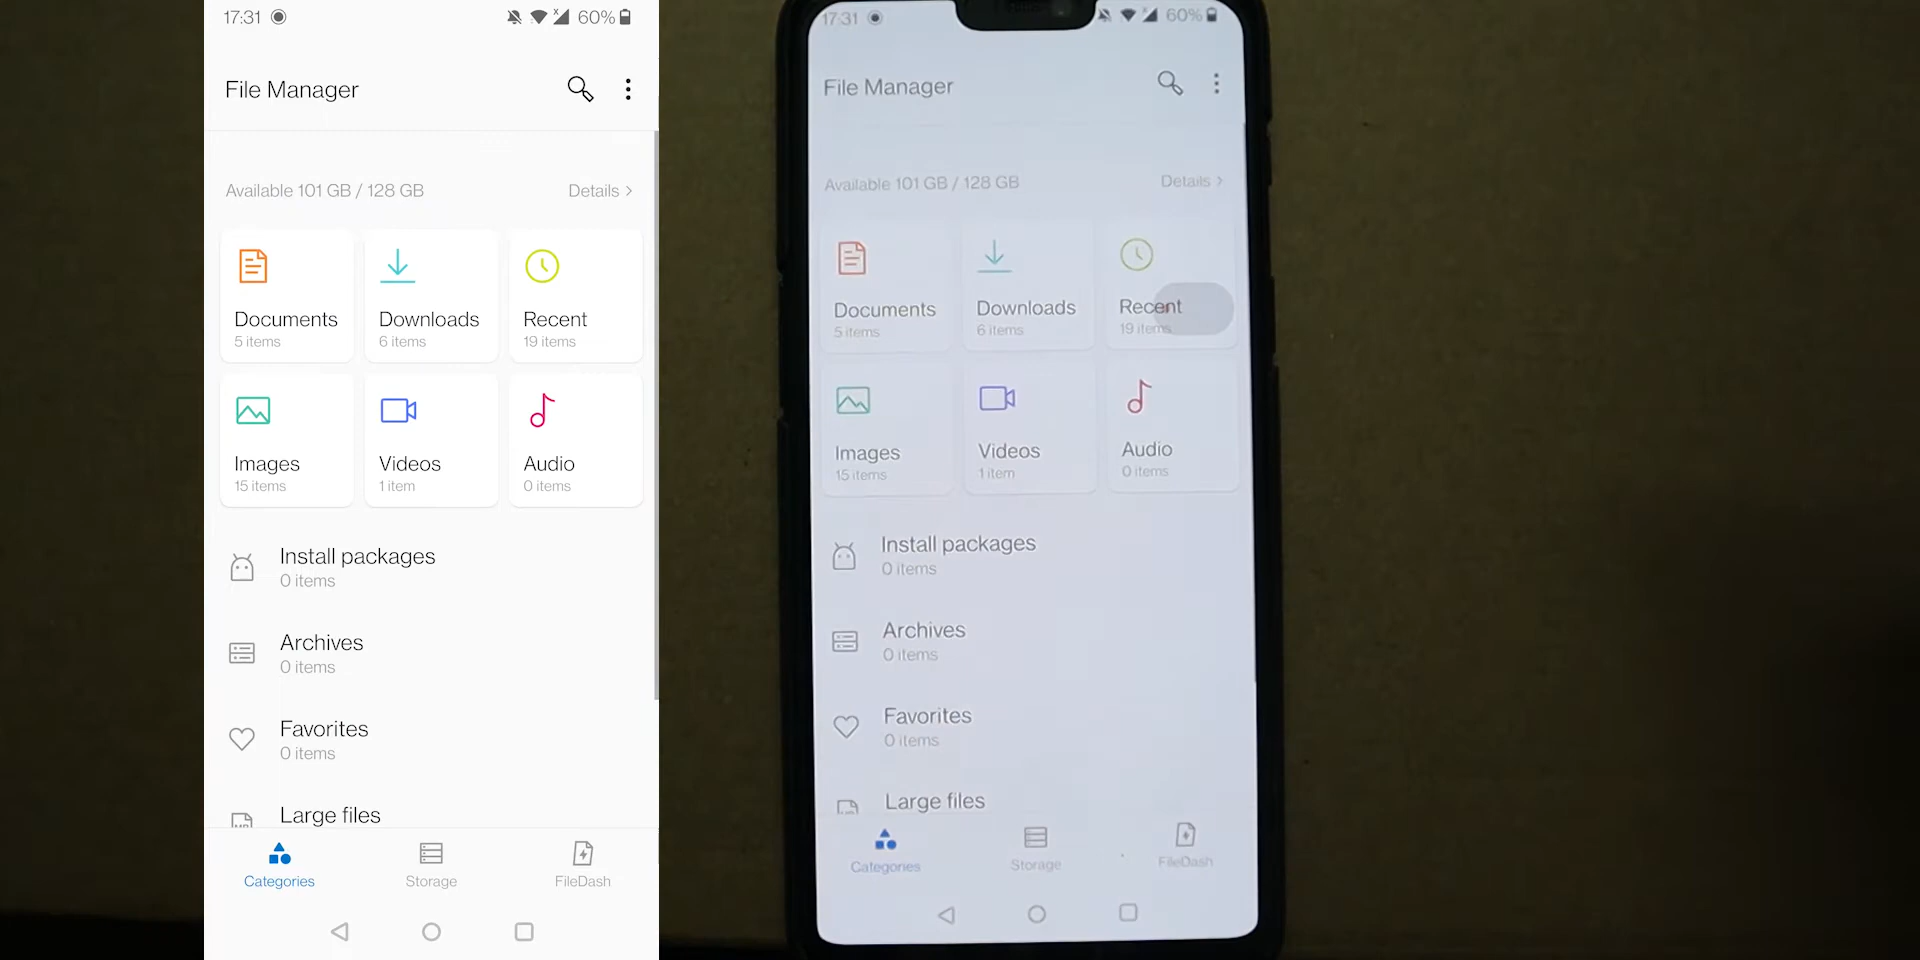 17:31
60%
File Manager
Available 101 GB / 128 GB
Details >
Documents
5 items
Downloads
6 items
Recent
19 items
Images
15 items
Videos
1 item
Audio
0 items
Install packages
0 items
Archives
0 items
Favorites
0 items
Large files
Categories
Storage
FileDash
17:31
60%
File Manager
Available 101 GB / 128 GB
Details >
Documents
5 items
Downloads
6 items
Recent
19 items
Images
15 items
Videos
1 item
Audio
0 items
Install packages
0 items
Archives
0 items
Favorites
0 items
Large files
Categories
Storage
FileDash